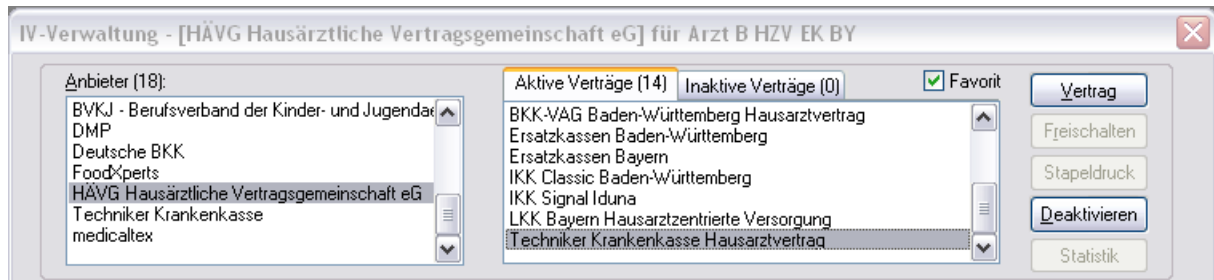 IV-Verwaltung - [HÄVG Hausärztliche Vertragsgemeinschaft eG] für Arzt B HZV EK BY
Anbieter (18):
BVKJ - Berufsverband der Kinder- und Jugendae
DMP
Deutsche BKK
FoodXperts
HÄVG Hausärztliche Vertragsgemeinschaft eG
Techniker Krankenkasse
medicaltex
Aktive Verträge (14)
Inaktive Verträge (0)
Favorit
BKK-VAG Baden-Württemberg Hausarztvertrag
Ersatzkassen Baden-Württemberg
Ersatzkassen Bayern
IKK Classic Baden-Württemberg
IKK Signal Iduna
LKK Bayern Hausarztzentrierte Versorgung
Techniker Krankenkasse Hausarztvertrag
Vertrag
Freischalten
Stapeldruck
Deaktivieren
Statistik